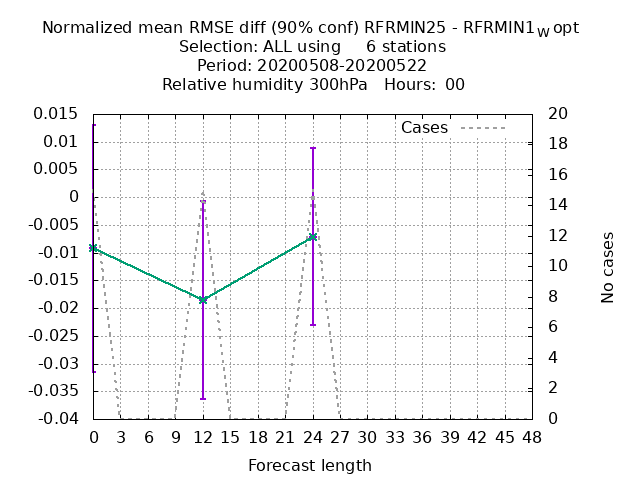 Normalized mean RMSE diff (90% conf) RFRMIN25 - RFRMIN1w opt
Selection: ALL using 6 stations
Period: 20200508-20200522
Relative humidity 300hPa Hours: 00
Cases
0.015
0.01
0.005
0
-0.005
-0.01
-0.015
-0.02
-0.025
-0.03
-0.035
-0.04
20
18
16
14
12
10
8
6
4
2
0
No cases
0 3 6 9 12 15 18 21 24 27 30 33 36 39 42 45 48
Forecast length